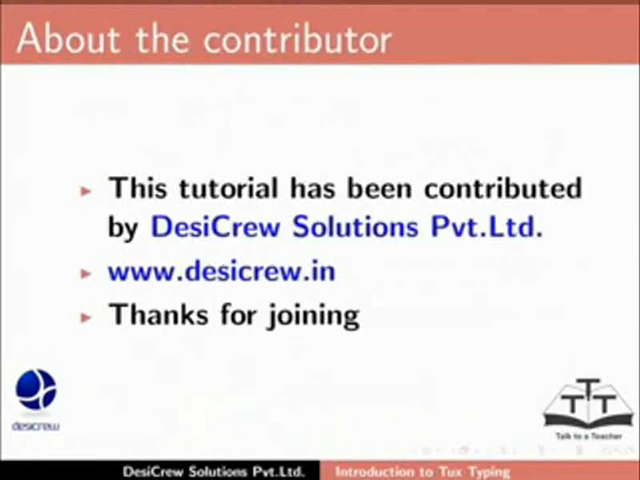 About the contributor
This tutorial has been contributed
by DesiCrew Solutions Pvt.Ltd.
www.desicrew.in
Thanks for joining
desicrew
TTT
Talk to a Teacher
DesiCrew Solutions Pvt.Ltd. Introduction to Tux Typing